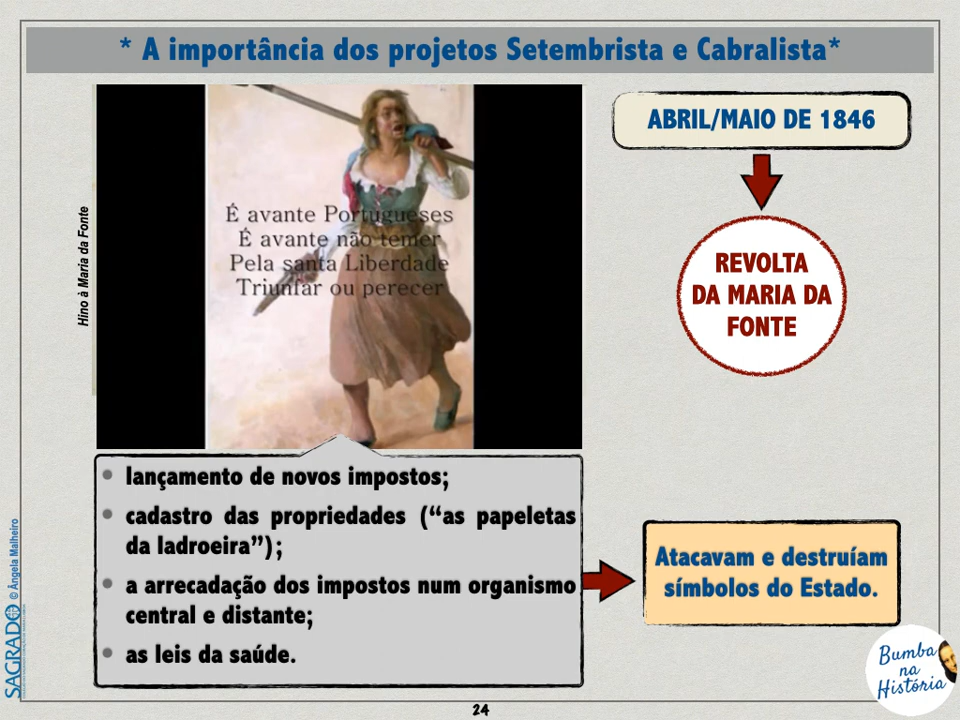 * A importância dos projetos Setembrista e Cabralista*
Hino à Maria da Fonte
É avante Portugueses
É avante não temer
Pela santa Liberdade
Triunfar ou perecer
ABRIL/MAIO DE 1846
REVOLTA
DA MARIA DA
FONTE
• lançamento de novos impostos;
• cadastro das propriedades (“as papeletas
da ladroeira”);
• a arrecadação dos impostos num organismo
central e distante;
• as leis da saúde.
Atacavam e destruíam
símbolos do Estado.
SAGRADO
© Angela Malheiro
Bumba
na
História
24